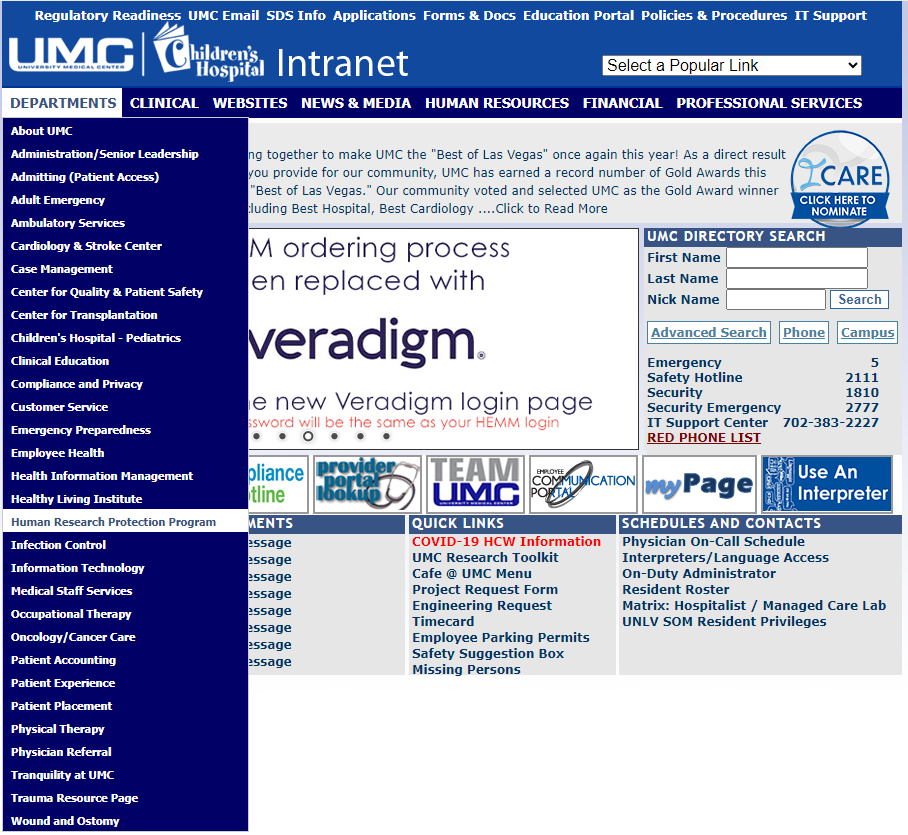 Regulatory Readiness UMC Email SDS Info Applications Forms & Docs Education Portal Policies & Procedures IT Support
UMC
UNIVERSITY MEDICAL CENTER
Children's Hospital
Intranet
Select a Popular Link
DEPARTMENTS CLINICAL WEBSITES NEWS & MEDIA HUMAN RESOURCES FINANCIAL PROFESSIONAL SERVICES
About UMC
Administration/Senior Leadership
Admitting (Patient Access)
Adult Emergency
Ambulatory Services
Cardiology & Stroke Center
Case Management
Center for Quality & Patient Safety
Center for Transplantation
Children's Hospital - Pediatrics
Clinical Education
Compliance and Privacy
Customer Service
Emergency Preparedness
Employee Health
Health Information Management
Healthy Living Institute
Human Research Protection Program
Infection Control
Information Technology
Medical Staff Services
Occupational Therapy
Oncology/Cancer Care
Patient Accounting
Patient Experience
Patient Placement
Physical Therapy
Physician Referral
Tranquility at UMC
Trauma Resource Page
Wound and Ostomy
ng together to make UMC the "Best of Las Vegas" once again this year! As a direct result
you provide for our community, UMC has earned a record number of Gold Awards this
"Best of Las Vegas." Our community voted and selected UMC as the Gold Award winner
cluding Best Hospital, Best Cardiology ....Click to Read More
I CARE
CLICK HERE TO
NOMINATE
M ordering process
en replaced with
veradigm®
e new Veradigm login page
ssword will be the same as your HEMM login
UMC DIRECTORY SEARCH
First Name
Last Name
Nick Name Search
Advanced Search Phone Campus
Emergency 5
Safety Hotline 2111
Security 1810
Security Emergency 2777
IT Support Center 702-383-2227
RED PHONE LIST
pliance
tline
provider
portal
lookup
TEAM
UMC
UNIVERSITY MEDICAL CENTER
EMPLOYEE
COMMUNICATION
PORTAL
myPage
Use An
Interpreter
MENTS
essage
essage
essage
essage
essage
essage
essage
essage
QUICK LINKS
COVID-19 HCW Information
UMC Research Toolkit
Cafe @ UMC Menu
Project Request Form
Engineering Request
Timecard
Employee Parking Permits
Safety Suggestion Box
Missing Persons
SCHEDULES AND CONTACTS
Physician On-Call Schedule
Interpreters/Language Access
On-Duty Administrator
Resident Roster
Matrix: Hospitalist / Managed Care Lab
UNLV SOM Resident Privileges